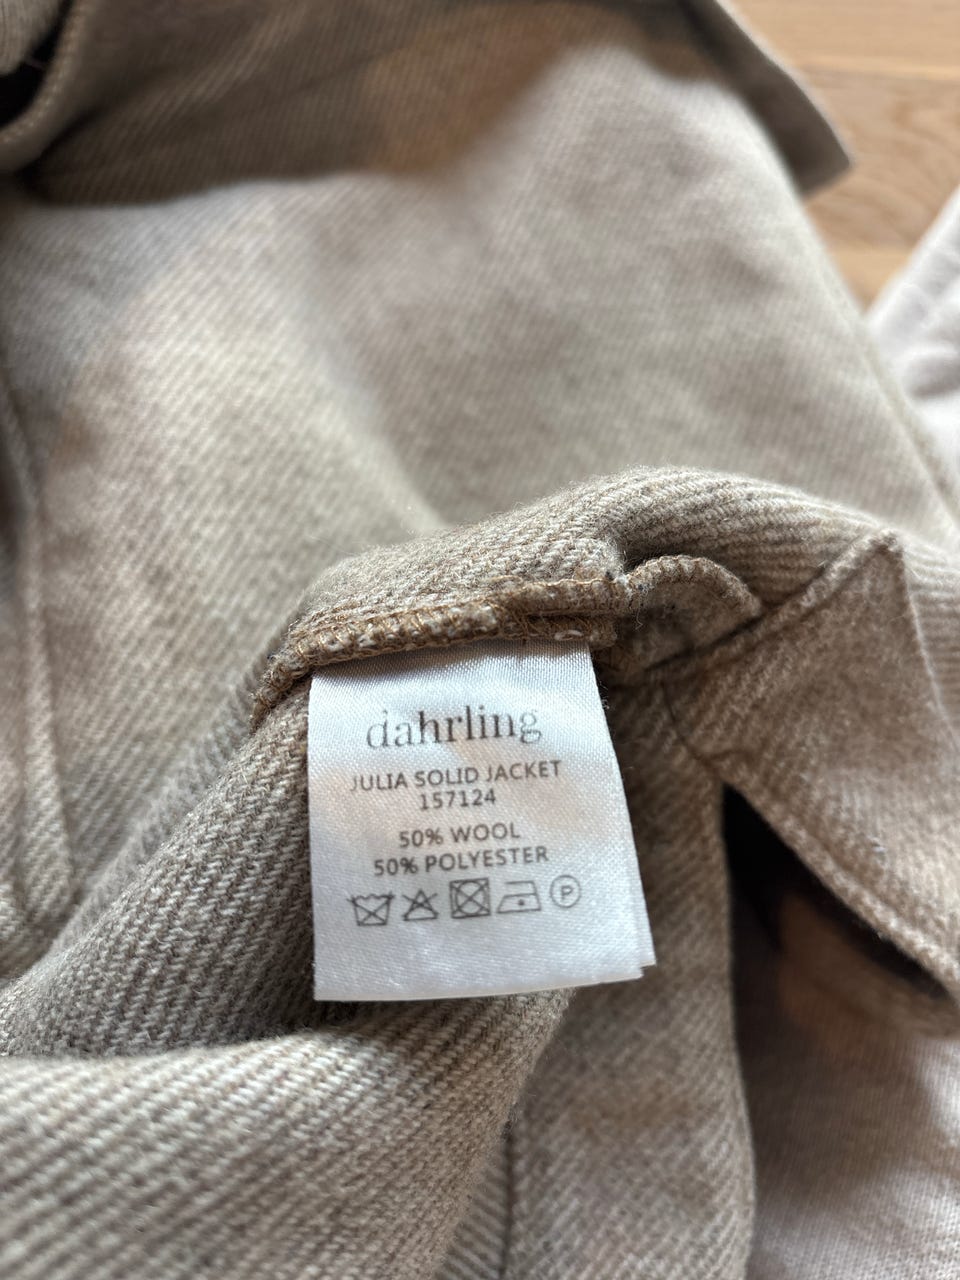 dahrling
JULIA SOLID JACKET
157124
50% WOOL
50% POLYESTER
P